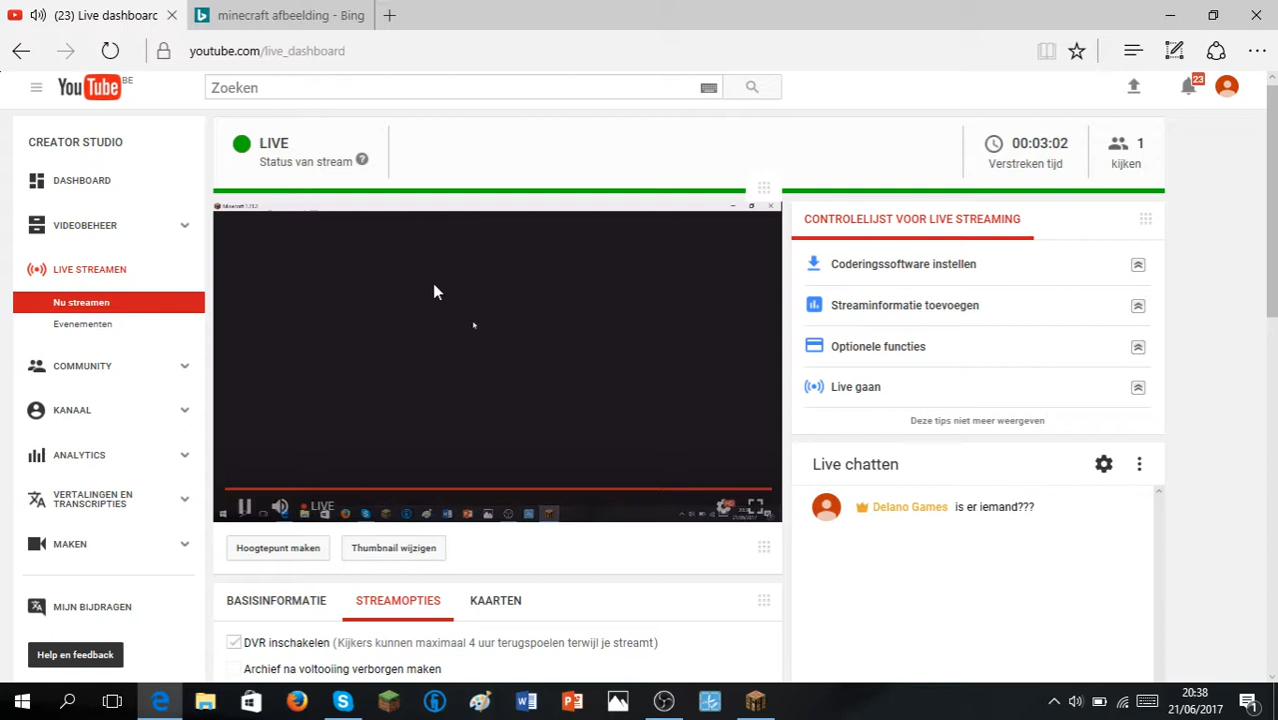 (23) Live dashboard
minecraft afbeelding - Bing
youtube.com/live_dashboard
YouTube BE
Zoeken
23
CREATOR STUDIO
DASHBOARD
VIDEOBEHEER
LIVE STREAMEN
Nu streamen
Evenementen
COMMUNITY
KANAAL
ANALYTICS
VERTALINGEN EN
TRANSCRIPTIES
MAKEN
MIJN BIJDRAGEN
Help en feedback
LIVE
Status van stream
00:03:02
Verstreken tijd
1
kijken
LIVE
Hoogtepunt maken
Thumbnail wijzigen
BASISINFORMATIE
STREAMOPTIES
KAARTEN
DVR inschakelen (Kijkers kunnen maximaal 4 uur terugspoelen terwijl je streamt)
Archief na voltooiing verborgen maken
CONTROLELIJST VOOR LIVE STREAMING
Coderingssoftware instellen
Streaminformatie toevoegen
Optionele functies
Live gaan
Deze tips niet meer weergeven
Live chatten
Delano Games is er iemand???
20:38
21/06/2017